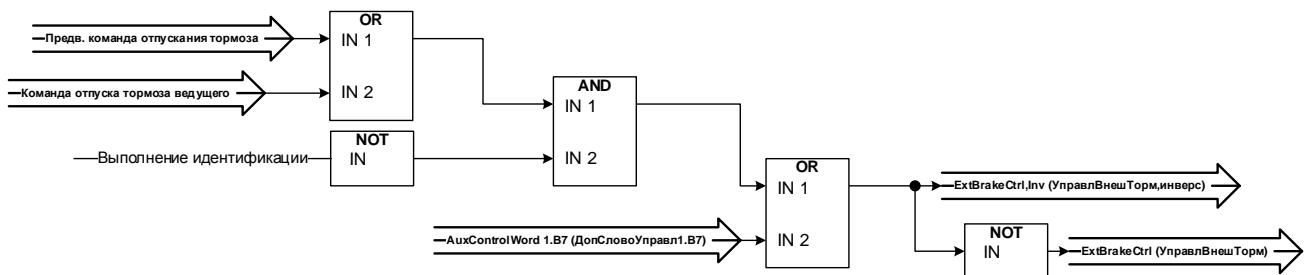 OR
Предв. команда отпускания тормоза
IN 1
Команда отпуска тормоза ведущего
IN 2
AND
IN 1
NOT
Выполнение идентификации
IN
IN 2
OR
IN 1
ExtBrakeCtrl,Inv (УправлВнешТорм,инверс)
AuxControlWord 1.B7 (ДопСловоУправл1.B7)
IN 2
NOT
IN
ExtBrakeCtrl (УправлВнешТорм)